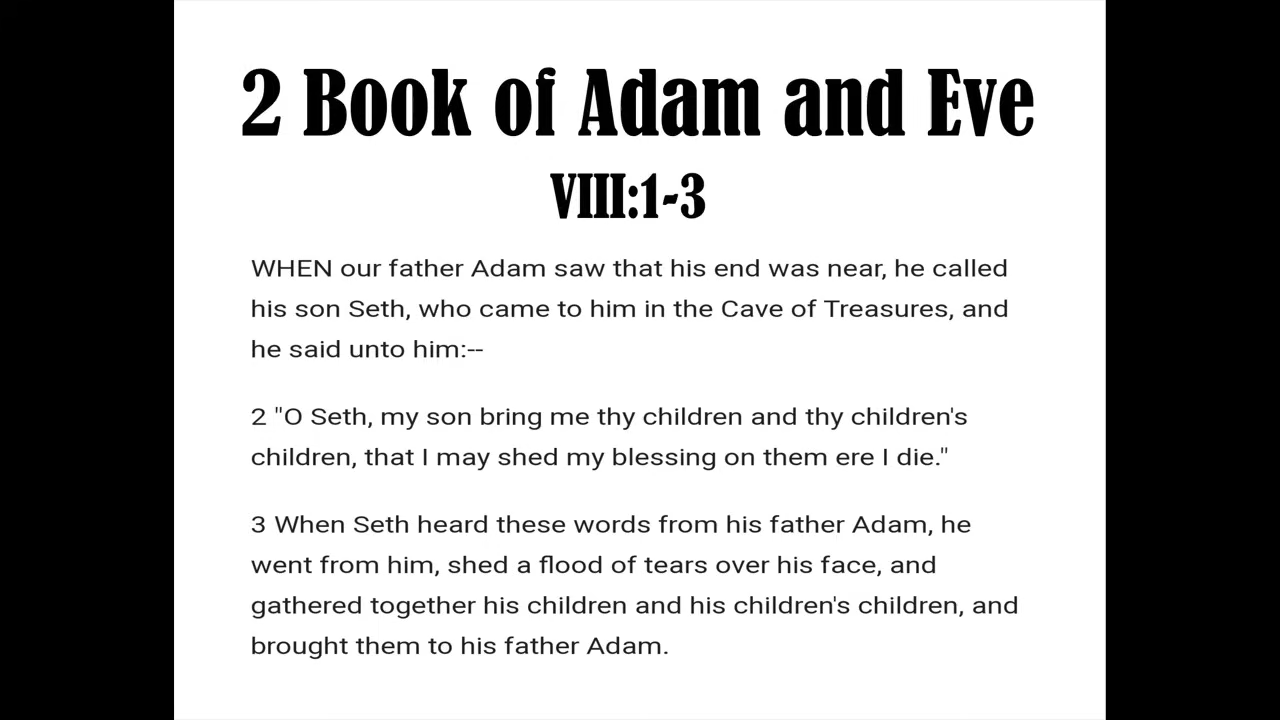 2 Book of Adam and Eve
VIII:1-3
WHEN our father Adam saw that his end was near, he called
his son Seth, who came to him in the Cave of Treasures, and
he said unto him:--
2 "O Seth, my son bring me thy children and thy children's
children, that I may shed my blessing on them ere I die."
3 When Seth heard these words from his father Adam, he
went from him, shed a flood of tears over his face, and
gathered together his children and his children's children, and
brought them to his father Adam.